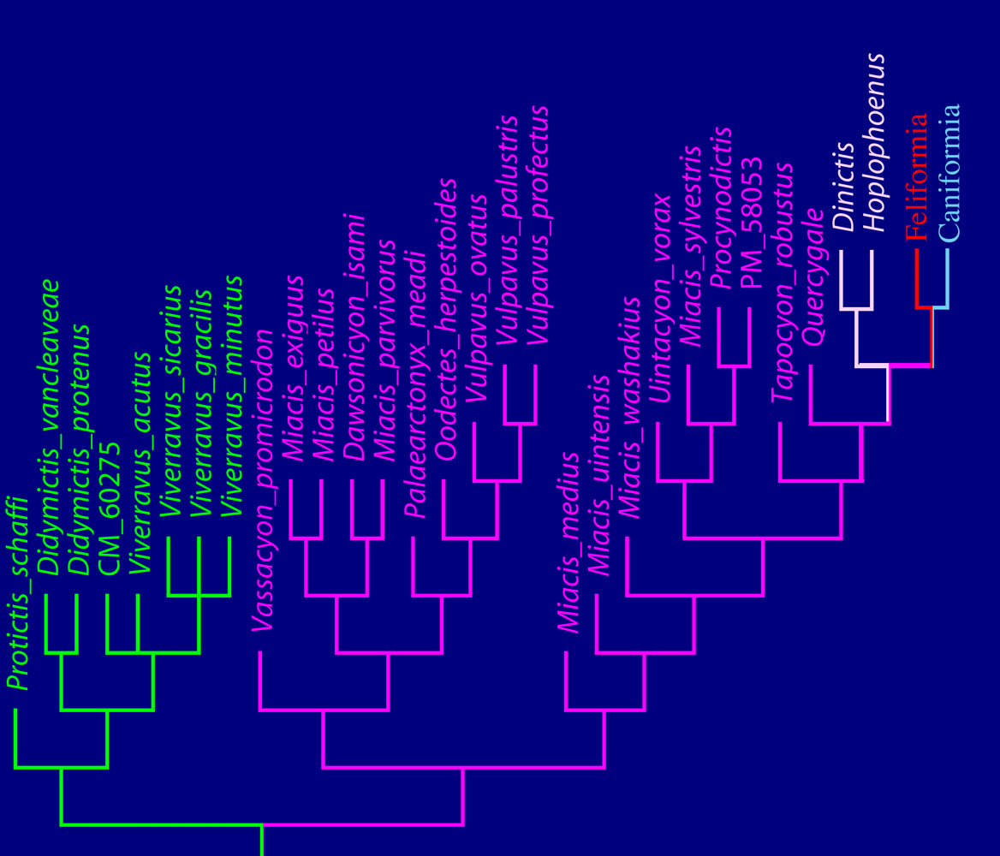 Protictis_schaffi
Didymictis_vancleaveae
Didymictis_protenus
CM_60275
Viverravus_acutus
Viverravus_sicarius
Viverravus_gracilis
Viverravus_minutus
Vassacyon_promicrodon
Miacis_exiguus
Miacis_petilus
Dawsonicyon_isami
Miacis_parvivorus
Palaearctonyx_meadi
Oodectes_herpestoides
Vulpavus_ovatus
Vulpavus_palustris
Vulpavus_profectus
Miacis_medius
Miacis_uintensis
Miacis_washakius
Uintacyon_vorax
Miacis_sylvestris
Procynodictis
PM_58053
Tapocyon_robustus
Quercygale
Dinictis
Hoplophoenus
Feliformia
Caniformia